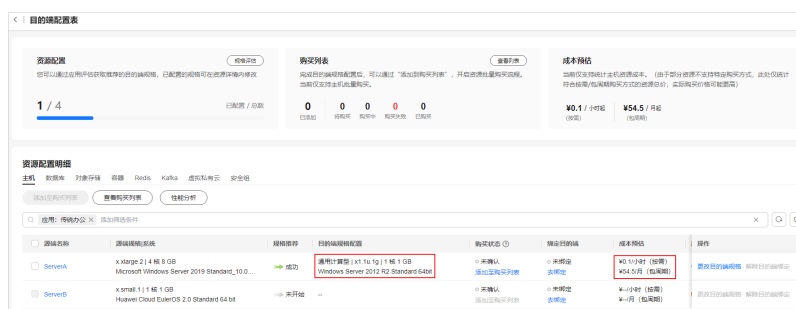 < | 目的端配置表
资源配置
规格评估
您可以通过应用评估获取推荐的目的端规格，已配置的规格可在资源详情内修改
1 / 4
已配置 / 总数
购买列表
查看列表
完成目的端规格配置后，可以通过“添加到购买列表”，开启资源批量购买流程。
当前仅支持主机批量购买。
0 0 0 0 0
已添加 待购买 购买中 购买失败 已购买
成本预估
当前仅支持统计主机资源成本。（由于部分资源不支持特定购买方式，此处仅统计
符合按需/包周期购买方式的资源总价，实际购买价格可能更高）
¥0.1 / 小时起 ¥54.5 / 月起
(按需) (包周期)
资源配置明细
主机 数据库 对象存储 容器 Redis Kafka 虚拟私有云 安全组
添加至购买列表 查看购买列表 性能分析
应用：传统办公 × 添加筛选条件
源端名称 源端规格|系统 规格推荐 目的端规格配置 购买状态 绑定目的端 成本预估 操作
ServerA x.xlarge.2 | 4 核 8 GB 成功 通用计算型 | x1.1u.1g | 1 核 1 GB 未确认 未绑定 ¥0.1/小时（按需） 更改目的端规格 解除目的端绑定
Microsoft Windows Server 2019 Standard_10.0.... Windows Server 2012 R2 Standard 64bit 添加至购买列表 去绑定 ¥54.5/月（包周期）
ServerB x.small.1 | 1 核 1 GB 未开始 -- 未确认 未绑定 ¥--/小时（按需） 更改目的端规格 解除目的端绑定
Huawei Cloud EulerOS 2.0 Standard 64 bit 添加至购买列表 去绑定 ¥--/月（包周期）